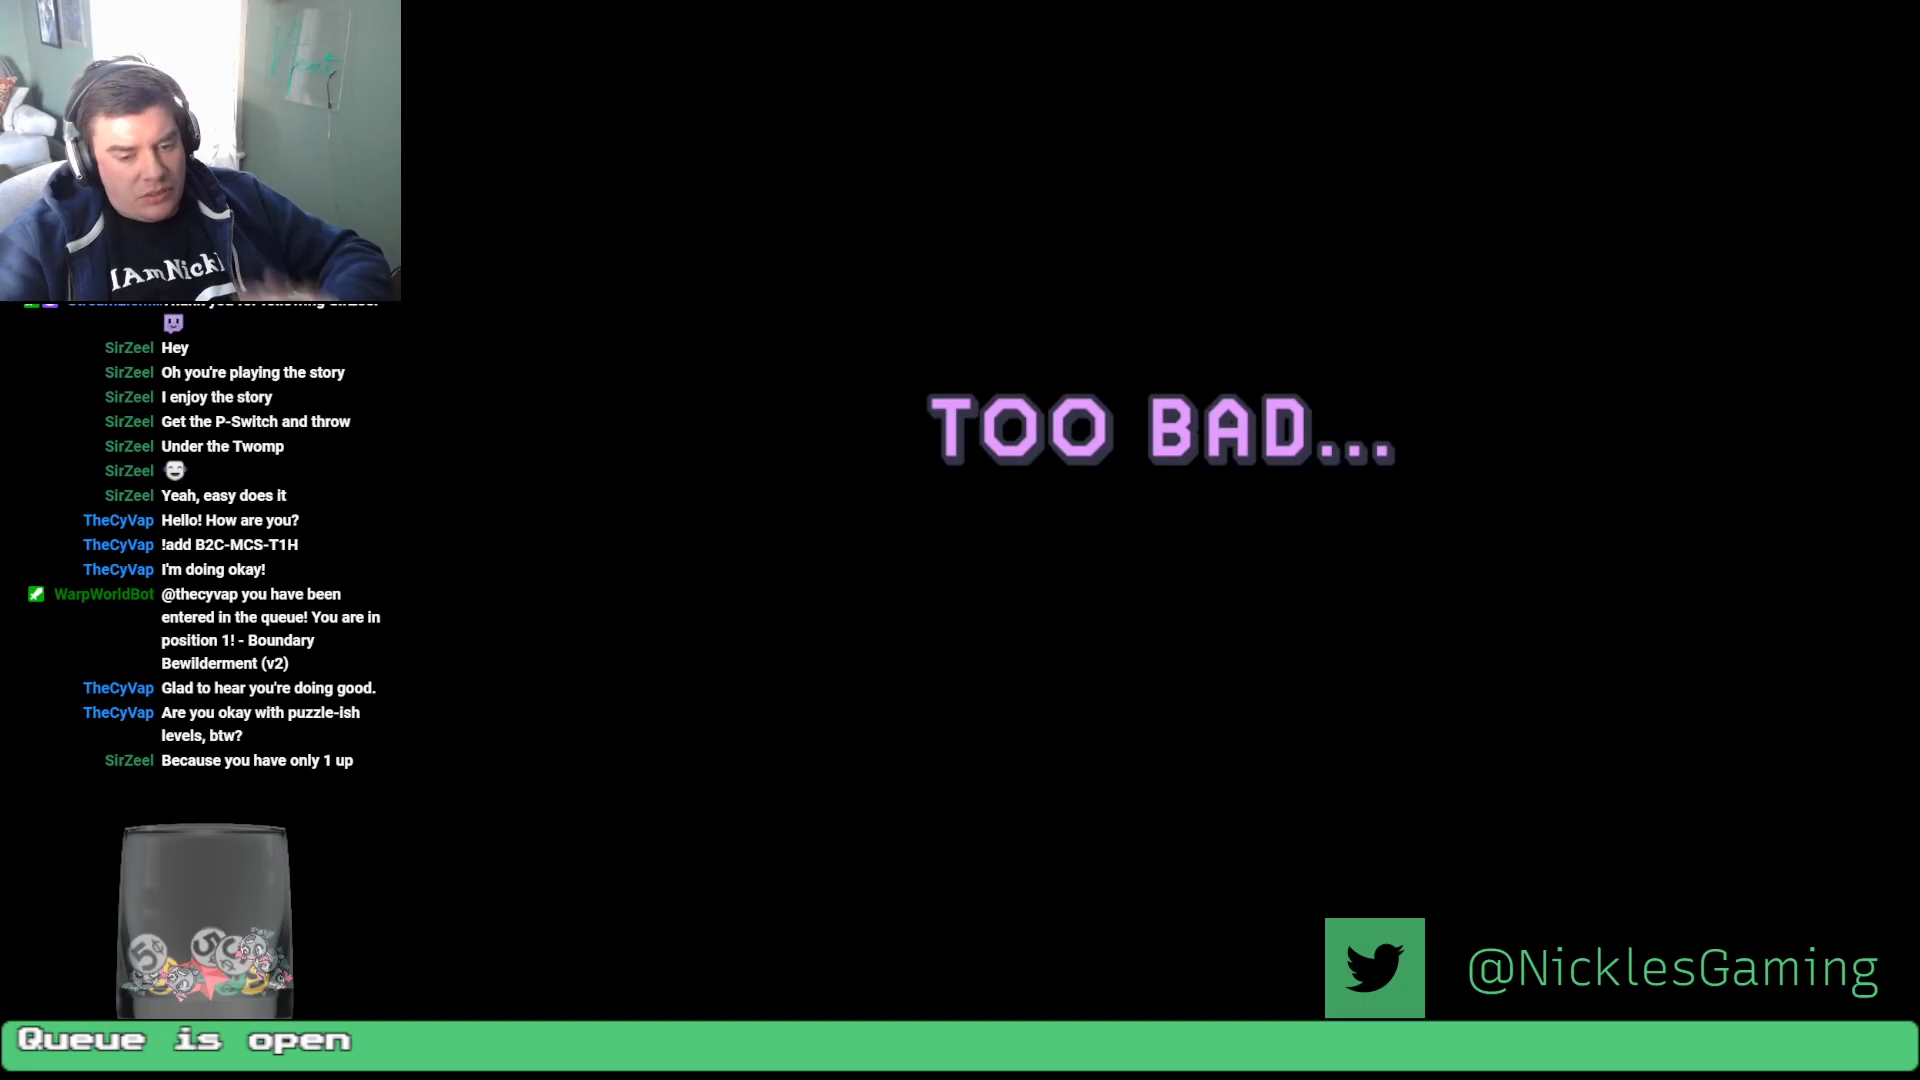 IAmNickl
SirZeel Hey
SirZeel Oh you're playing the story
SirZeel I enjoy the story
SirZeel Get the P-Switch and throw
SirZeel Under the Twomp
SirZeel
SirZeel Yeah, easy does it
TheCyVap Hello! How are you?
TheCyVap !add B2C-MCS-T1H
TheCyVap I'm doing okay!
WarpWorldBot @thecyvap you have been
entered in the queue! You are in
position 1! - Boundary
Bewilderment (v2)
TheCyVap Glad to hear you're doing good.
TheCyVap Are you okay with puzzle-ish
levels, btw?
SirZeel Because you have only 1 up
TOO BAD...
5¢
@NicklesGaming
Queue is open